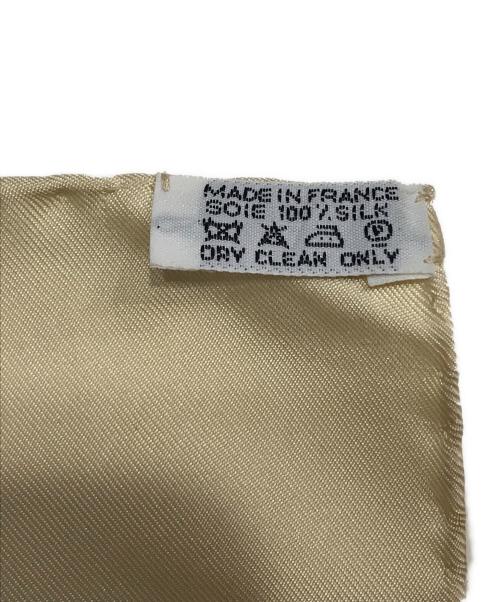 MADE IN FRANCE
SOIE 100% SILK
DRY CLEAN ONLY